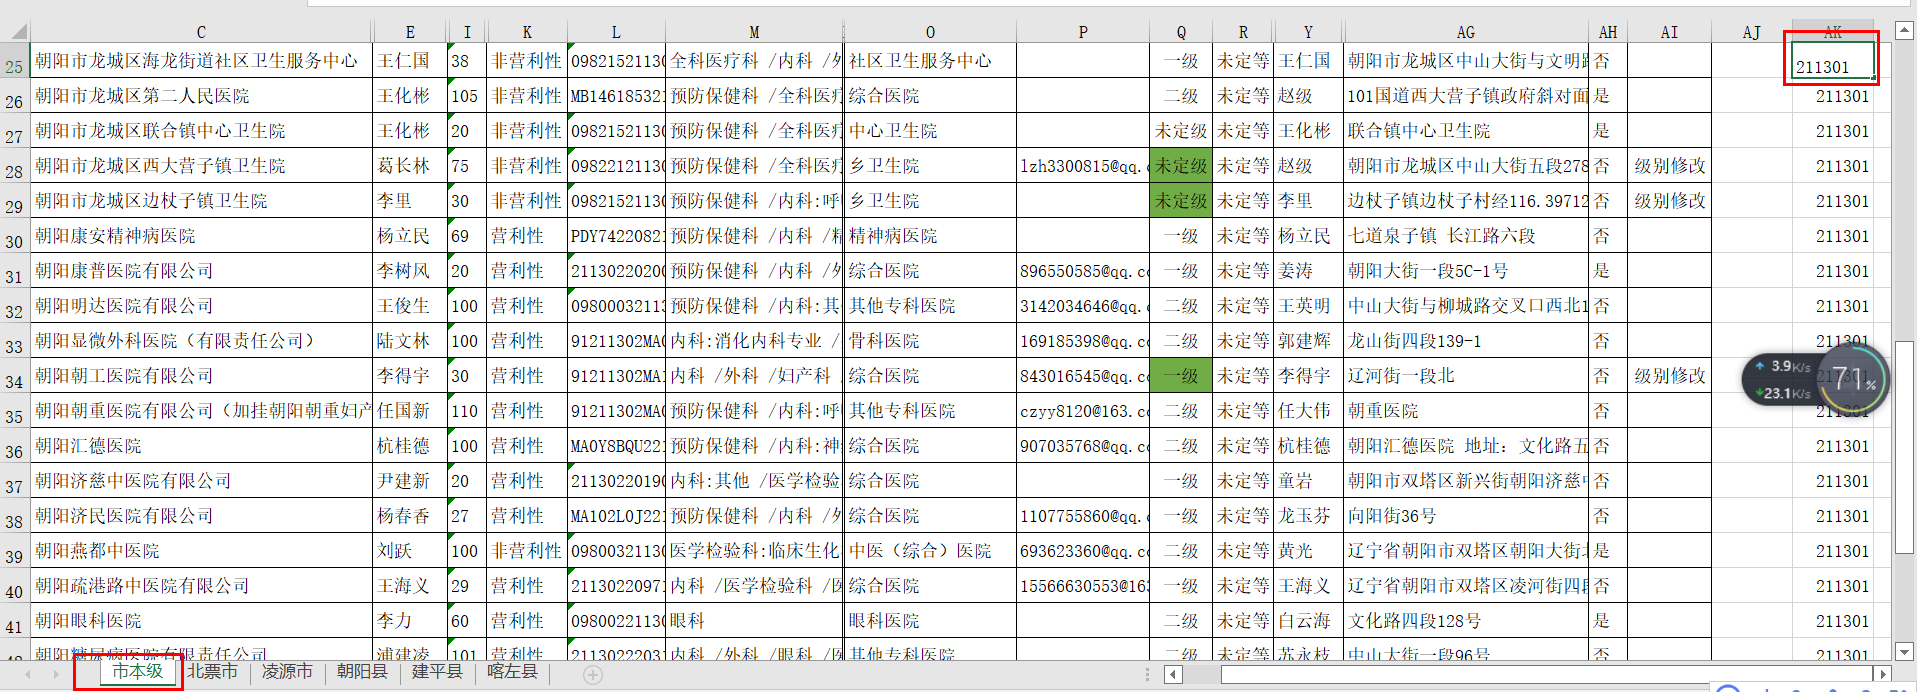 C E I K L M O P Q R Y AG AH AI AJ AK
25 朝阳市龙城区海龙街道社区卫生服务中心 王仁国 38 非营利性 09821521130 全科医疗科 /内科 /外 社区卫生服务中心 一级 未定等 王仁国 朝阳市龙城区中山大街与文明路 否 211301
26 朝阳市龙城区第二人民医院 王化彬 105 非营利性 MB146185321 预防保健科 /全科医疗 综合医院 二级 未定等 赵级 101国道西大营子镇政府斜对面 是 211301
27 朝阳市龙城区联合镇中心卫生院 王化彬 20 非营利性 09821521130 预防保健科 /全科医疗 中心卫生院 未定级 未定等 王化彬 联合镇中心卫生院 是 211301
28 朝阳市龙城区西大营子镇卫生院 葛长林 75 非营利性 09822121130 预防保健科 /全科医疗 乡卫生院 lzh3300815@qq.c 未定级 未定等 赵级 朝阳市龙城区中山大街五段278 否 级别修改 211301
29 朝阳市龙城区边杖子镇卫生院 李里 30 非营利性 09821521130 预防保健科 /内科:呼 乡卫生院 未定级 未定等 李里 边杖子镇边杖子村经116.39712 否 级别修改 211301
30 朝阳康安精神病医院 杨立民 69 营利性 PDY74220821 预防保健科 /内科 /精 精神病医院 一级 未定等 杨立民 七道泉子镇 长江路六段 否 211301
31 朝阳康普医院有限公司 李树风 20 营利性 21130220200 预防保健科 /内科 /外 综合医院 896550585@qq.co 一级 未定等 姜涛 朝阳大街一段5C-1号 是 211301
32 朝阳明达医院有限公司 王俊生 100 营利性 09800032113 预防保健科 /内科:其 其他专科医院 3142034646@qq.c 二级 未定等 王英明 中山大街与柳城路交叉口西北1 否 211301
33 朝阳显微外科医院（有限责任公司） 陆文林 100 营利性 91211302MA0 内科:消化内科专业 / 骨科医院 169185398@qq.co 二级 未定等 郭建辉 龙山街四段139-1 否 211301
34 朝阳朝工医院有限公司 李得宇 30 营利性 91211302MA1 内科 /外科 /妇产科 综合医院 843016545@qq.co 一级 未定等 李得宇 辽河街一段北 否 级别修改
35 朝阳朝重医院有限公司（加挂朝阳朝重妇产 任国新 110 营利性 91211302MA0 预防保健科 /内科:呼 其他专科医院 czyy8120@163.co 二级 未定等 任大伟 朝重医院 否 211301
36 朝阳汇德医院 杭桂德 100 营利性 MA0Y8BQU221 预防保健科 /内科:神 综合医院 907035768@qq.co 二级 未定等 杭桂德 朝阳汇德医院 地址：文化路五 否 211301
37 朝阳济慈中医院有限公司 尹建新 20 营利性 21130220190 内科:其他 /医学检验 综合医院 一级 未定等 童岩 朝阳市双塔区新兴街朝阳济慈 否 211301
38 朝阳济民医院有限公司 杨春香 27 营利性 MA102L0J221 预防保健科 /内科 /外 综合医院 1107755860@qq.c 一级 未定等 龙玉芬 向阳街36号 否 211301
39 朝阳燕都中医院 刘跃 100 非营利性 09800321130 医学检验科:临床生化 中医（综合）医院 693623360@qq.co 二级 未定等 黄光 辽宁省朝阳市双塔区朝阳大街 是 211301
40 朝阳疏港路中医院有限公司 王海义 29 营利性 21130220971 内科 /医学检验科 /医 综合医院 15566630553@163 一级 未定等 王海义 辽宁省朝阳市双塔区凌河街四段 否 211301
41 朝阳眼科医院 李力 60 营利性 09800221130 眼科 眼科医院 二级 未定等 白云海 文化路四段128号 是 211301
朝阳糖尿病医院有限责任公司 浦建凌 101 营利性 21130222031 内科 /外科 /眼科 /医 其他专科医院 二级 未定等 苏永枝 中山大街一段96号 否 211301
3.9K/s
23.1K/s
71%
市本级 北票市 凌源市 朝阳县 建平县 喀左县